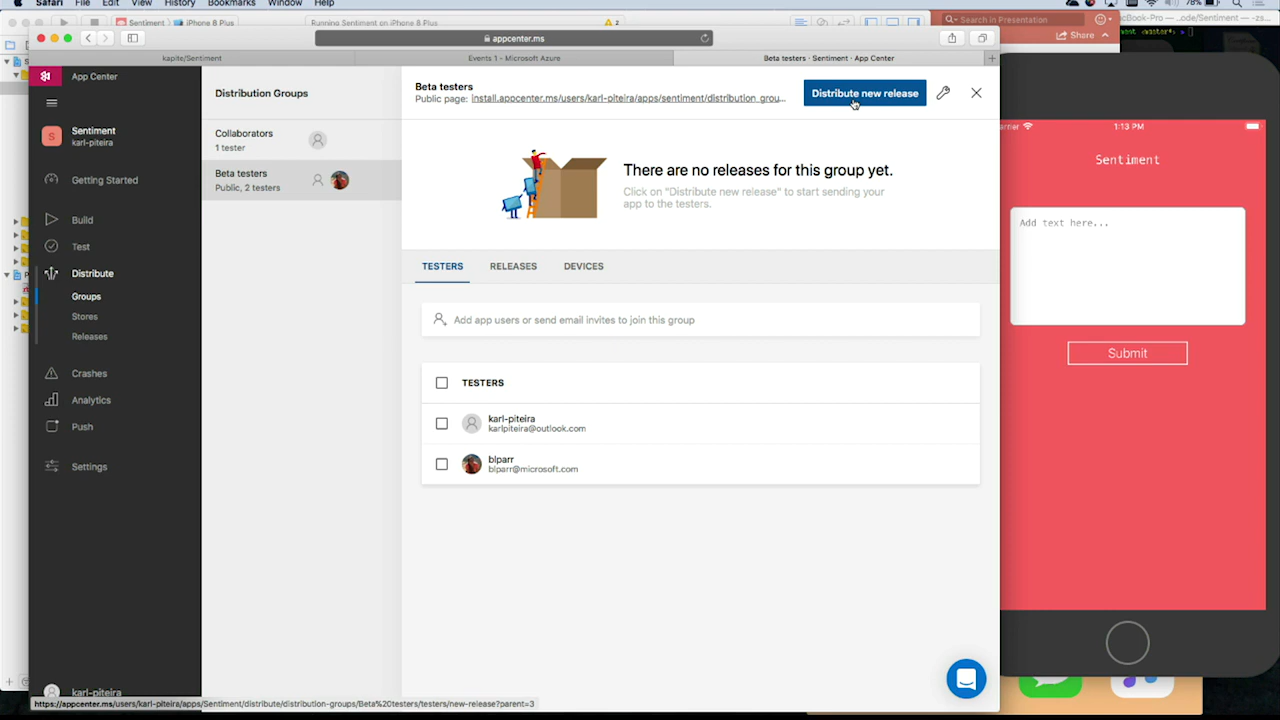 Safari File Edit View History Bookmarks Window Help
78%
Sentiment iPhone 8 Plus
Running Sentiment on iPhone 8 Plus
2
Search in Presentation
Share
appcenter.ms
kapite/Sentiment
Events 1 - Microsoft Azure
Beta testers · Sentiment · App Center
App Center
S
Sentiment
karl-piteira
Getting Started
Build
Test
Distribute
Groups
Stores
Releases
Crashes
Analytics
Push
Settings
karl-piteira
Distribution Groups
Collaborators
1 tester
Beta testers
Public, 2 testers
Beta testers
Public page: install.appcenter.ms/users/karl-piteira/apps/sentiment/distribution_grou...
Distribute new release
There are no releases for this group yet.
Click on "Distribute new release" to start sending your
app to the testers.
TESTERS
RELEASES
DEVICES
Add app users or send email invites to join this group
TESTERS
karl-piteira
karlpiteira@outlook.com
blparr
blparr@microsoft.com
https://appcenter.ms/users/karl-piteira/apps/Sentiment/distribute/distribution-groups/Beta%20testers/testers/new-release?parent=3
1:13 PM
Sentiment
Add text here...
Submit